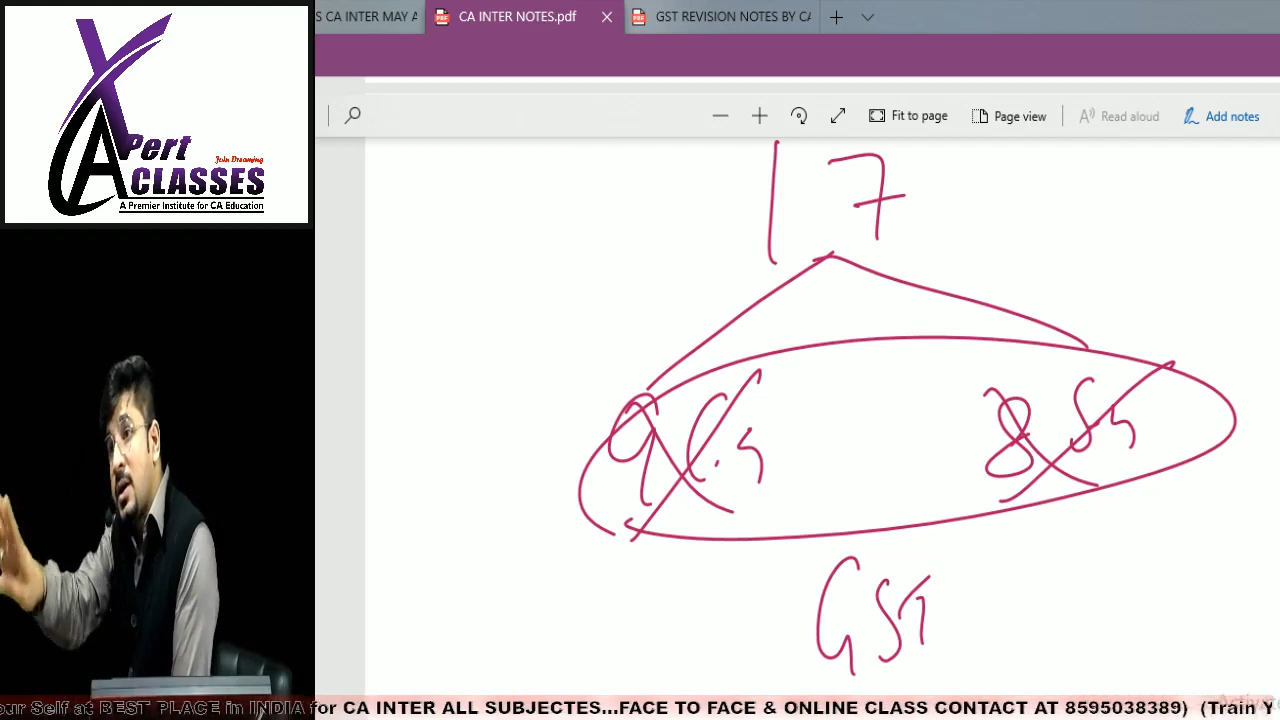 S CA INTER MAY A
CA INTER NOTES.pdf
GST REVISION NOTES BY CA
Fit to page
Page view
Read aloud
Add notes
XPert
Join Dreaming
CA CLASSES
A Premier Institute for CA Education
17
9 C.G
8 SG
GST
our Self at BEST PLACE in INDIA for CA INTER ALL SUBJECTES...FACE TO FACE & ONLINE CLASS CONTACT AT 8595038389) (Train Y